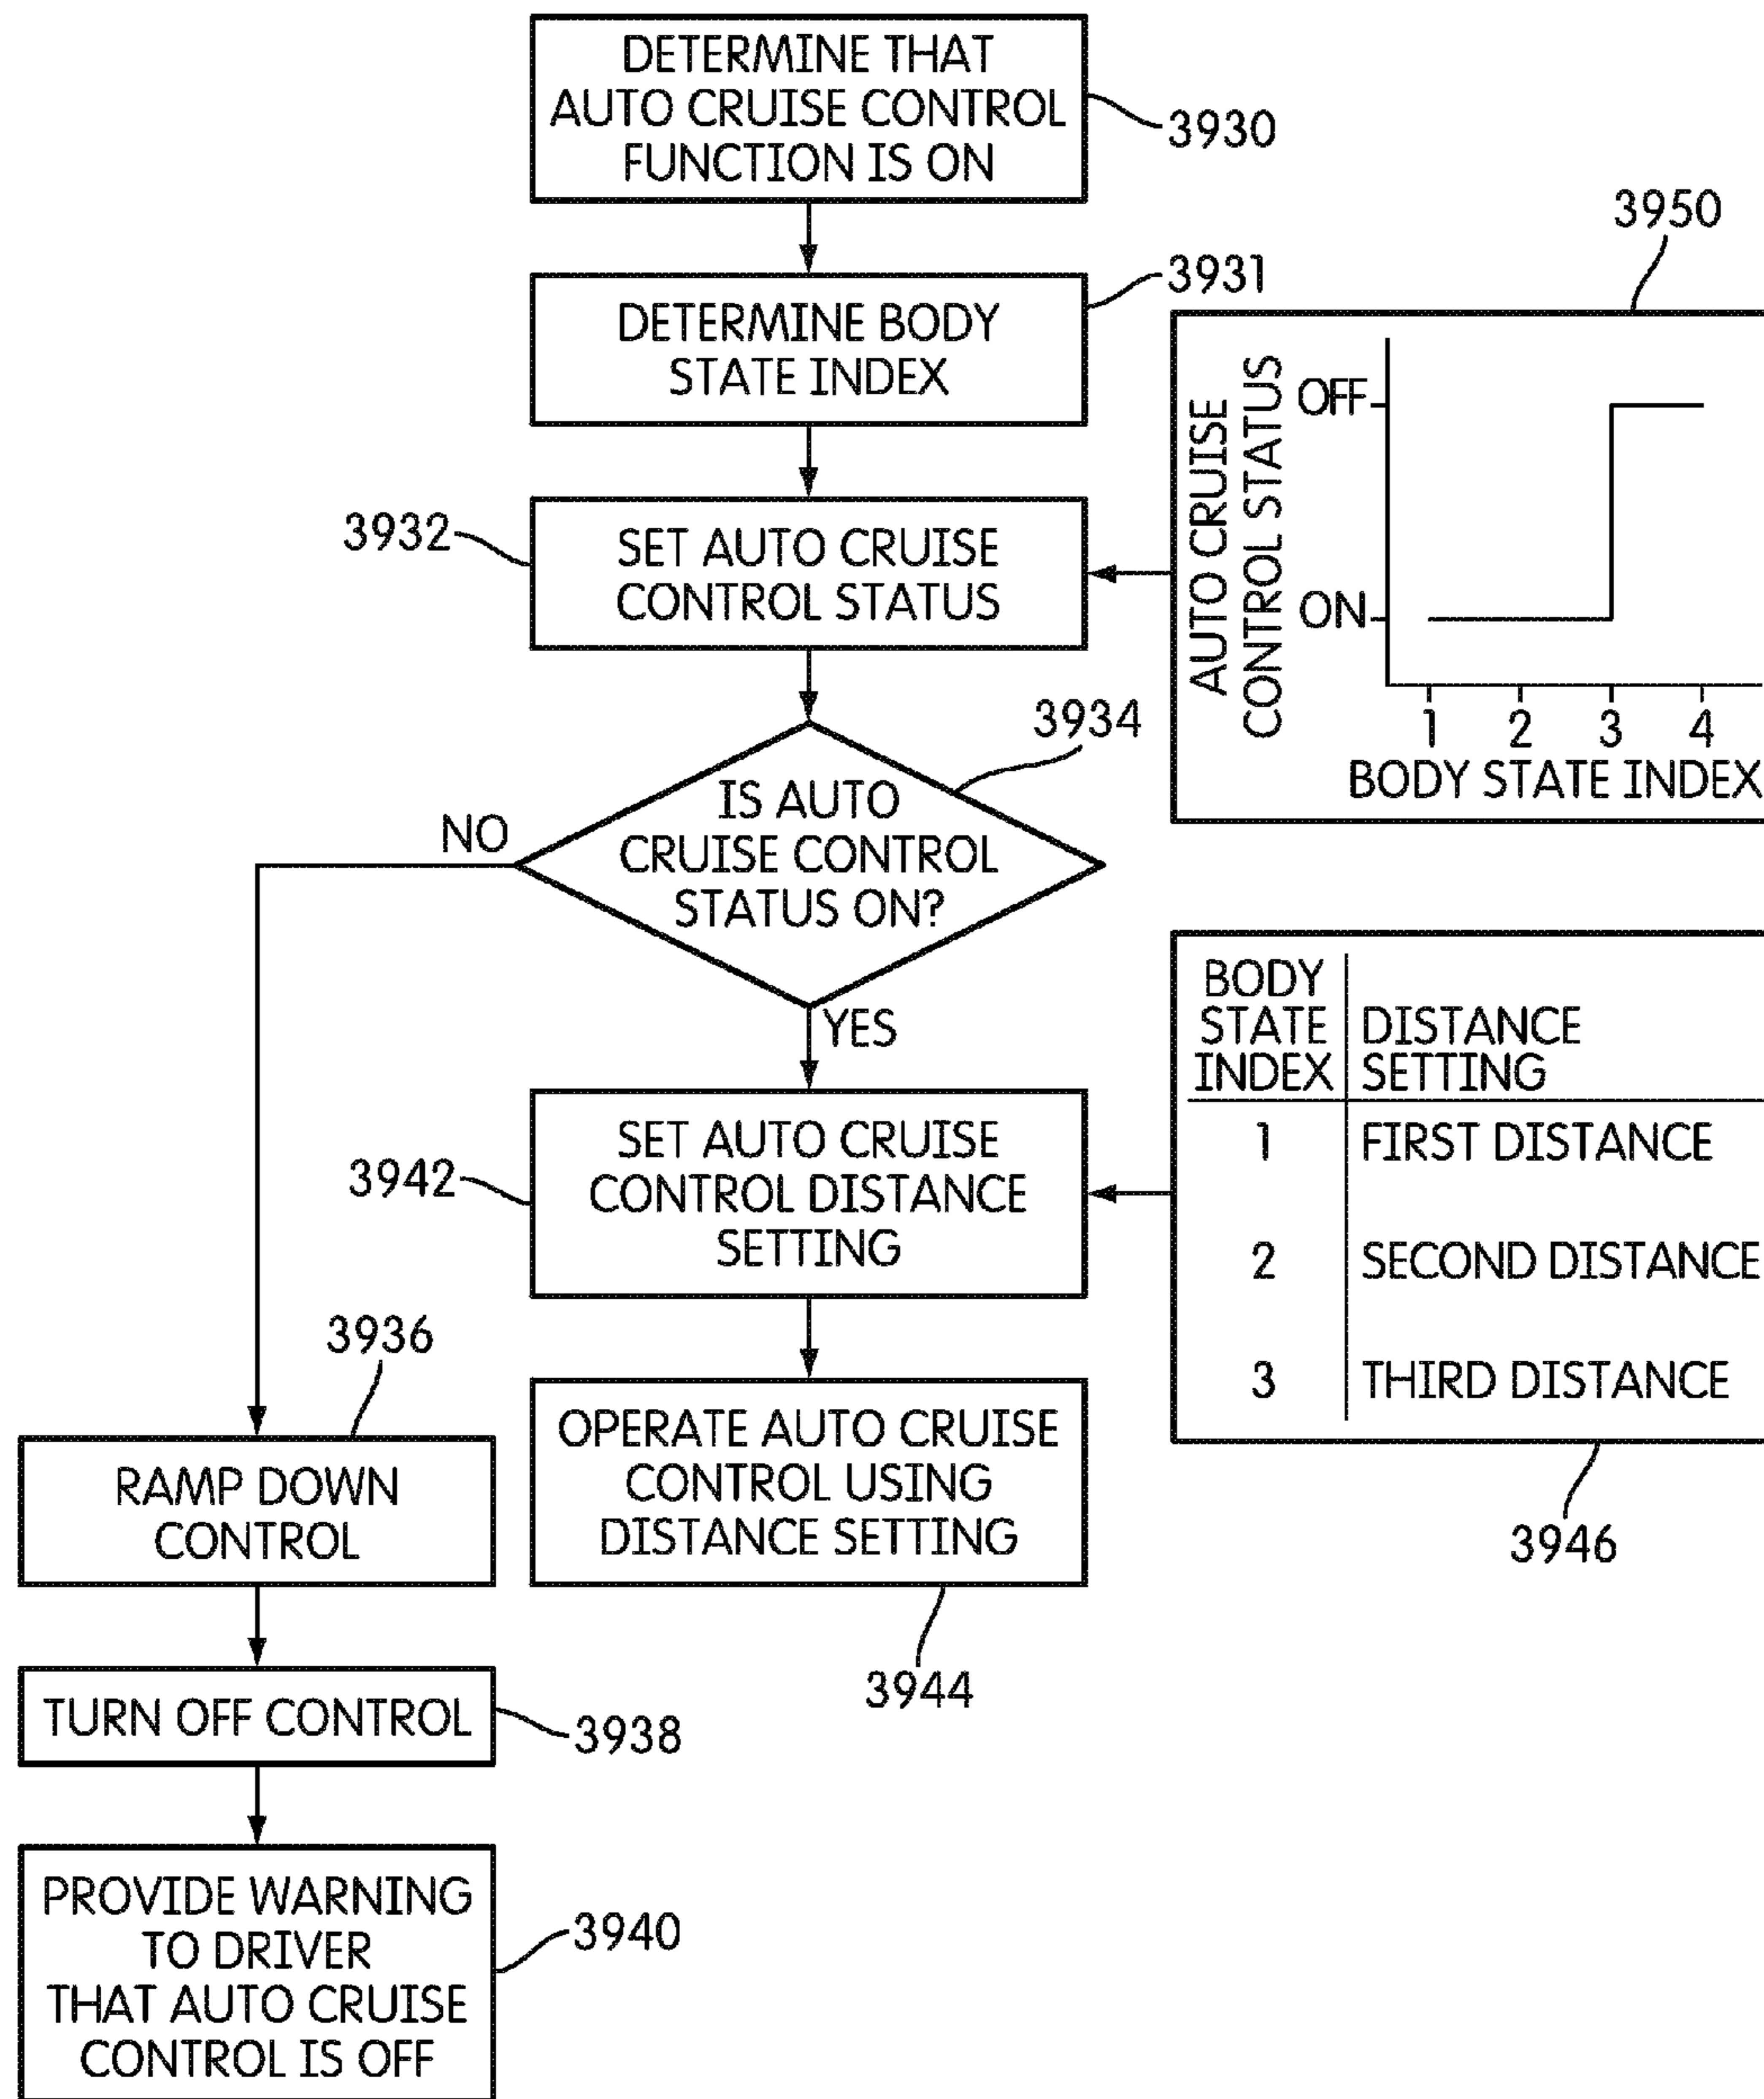 DETERMINE THAT
AUTO CRUISE CONTROL
FUNCTION IS ON
3930
DETERMINE BODY
STATE INDEX
3931
3932
SET AUTO CRUISE
CONTROL STATUS
3950
AUTO CRUISE
CONTROL STATUS
OFF
ON
1 2 3 4
BODY STATE INDEX
3934
IS AUTO
CRUISE CONTROL
STATUS ON?
NO
YES
3942
SET AUTO CRUISE
CONTROL DISTANCE
SETTING
BODY
STATE
INDEX
DISTANCE
SETTING
1 FIRST DISTANCE
2 SECOND DISTANCE
3 THIRD DISTANCE
3946
OPERATE AUTO CRUISE
CONTROL USING
DISTANCE SETTING
3944
3936
RAMP DOWN
CONTROL
TURN OFF CONTROL
3938
PROVIDE WARNING
TO DRIVER
THAT AUTO CRUISE
CONTROL IS OFF
3940